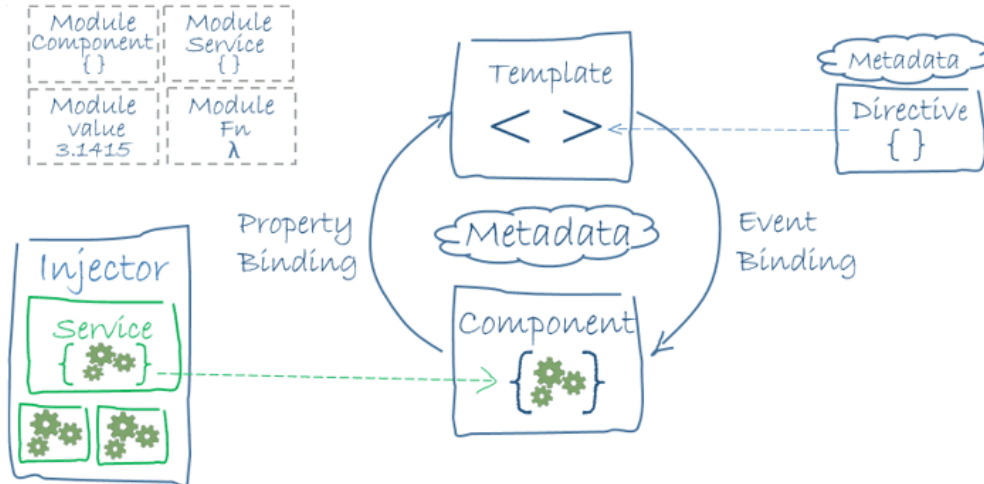 Module
Component
{ }
Module
Service
{ }
Module
value
3.1415
Module
Fn
λ
Template
< >
Metadata
Directive
{ }
Property
Binding
Metadata
Event
Binding
Injector
Service
{ }
Component
{ }